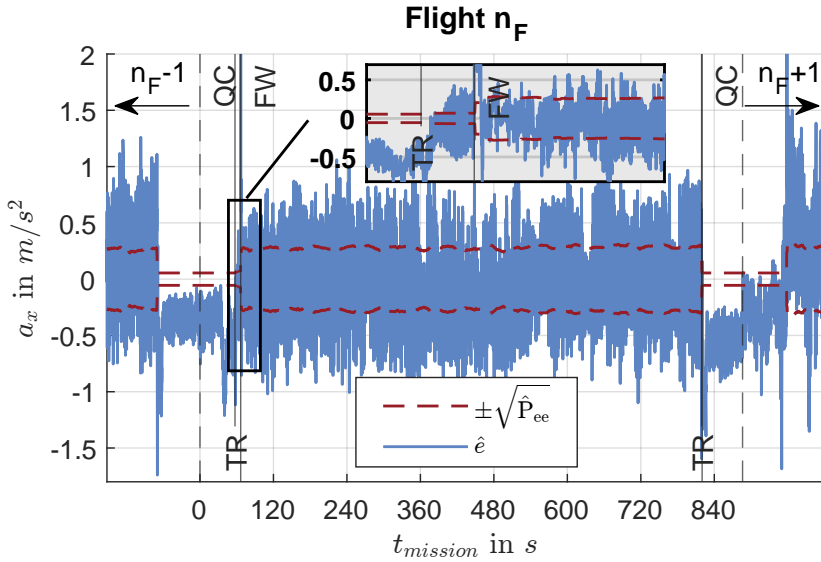 Flight n_F
n_F-1
QC
FW
QC
n_F+1
2
1.5
1
0.5
0
-0.5
-1
-1.5
0.5
0
-0.5
TR
FW
a_x in m/s^2
±√P̂_ee
ê
TR
TR
0 120 240 360 480 600 720 840
t_mission in s